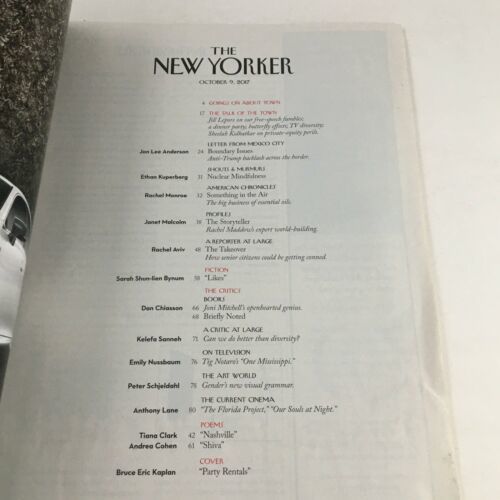 THE
NEW YORKER
OCTOBER 9, 2017
4 GOINGS ON ABOUT TOWN
17 THE TALK OF THE TOWN
Jill Lepore on our free-speech fumbles;
a dinner party; butterfly effects; TV diversity;
Sheelah Kolhatkar on private-equity perils.
LETTER FROM MEXICO CITY
Jon Lee Anderson 24 Boundary Issues
Anti-Trump backlash across the border.
SHOUTS & MURMURS
Ethan Kuperberg 31 Nuclear Mindfulness
AMERICAN CHRONICLES
Rachel Monroe 32 Something in the Air
The big business of essential oils.
PROFILES
Janet Malcolm 38 The Storyteller
Rachel Maddow's expert world-building.
A REPORTER AT LARGE
Rachel Aviv 48 The Takeover
How senior citizens could be getting conned.
FICTION
Sarah Shun-lien Bynum 58 "Likes"
THE CRITICS
BOOKS
Dan Chiasson 66 Joni Mitchell's openhearted genius.
68 Briefly Noted
A CRITIC AT LARGE
Kelefa Sanneh 71 Can we do better than diversity?
ON TELEVISION
Emily Nussbaum 76 Tig Notaro's "One Mississippi."
THE ART WORLD
Peter Schjeldahl 78 Gender's new visual grammar.
THE CURRENT CINEMA
Anthony Lane 80 "The Florida Project," "Our Souls at Night."
POEMS
Tiana Clark 42 "Nashville"
Andrea Cohen 61 "Shiva"
COVER
Bruce Eric Kaplan "Party Rentals"